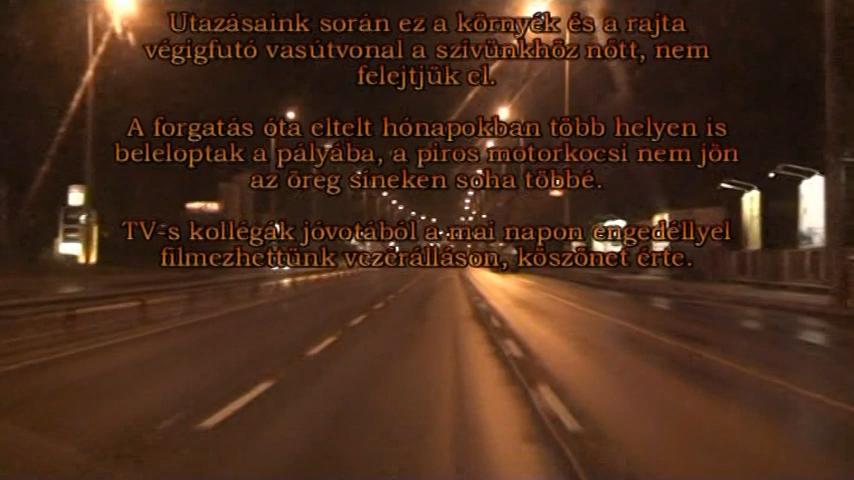 Utazásaink során ez a környék és a rajta
végigfutó vasútvonal a szívünkhöz nőtt, nem
felejtjük el.
A forgatás óta eltelt hónapokban több helyen is
beleloptak a pályába, a piros motorkocsi nem jön
az öreg síneken soha többé.
TV-s kollégák jóvotából a mai napon engedéllyel
filmezhettünk vezérálláson, köszönet érte.